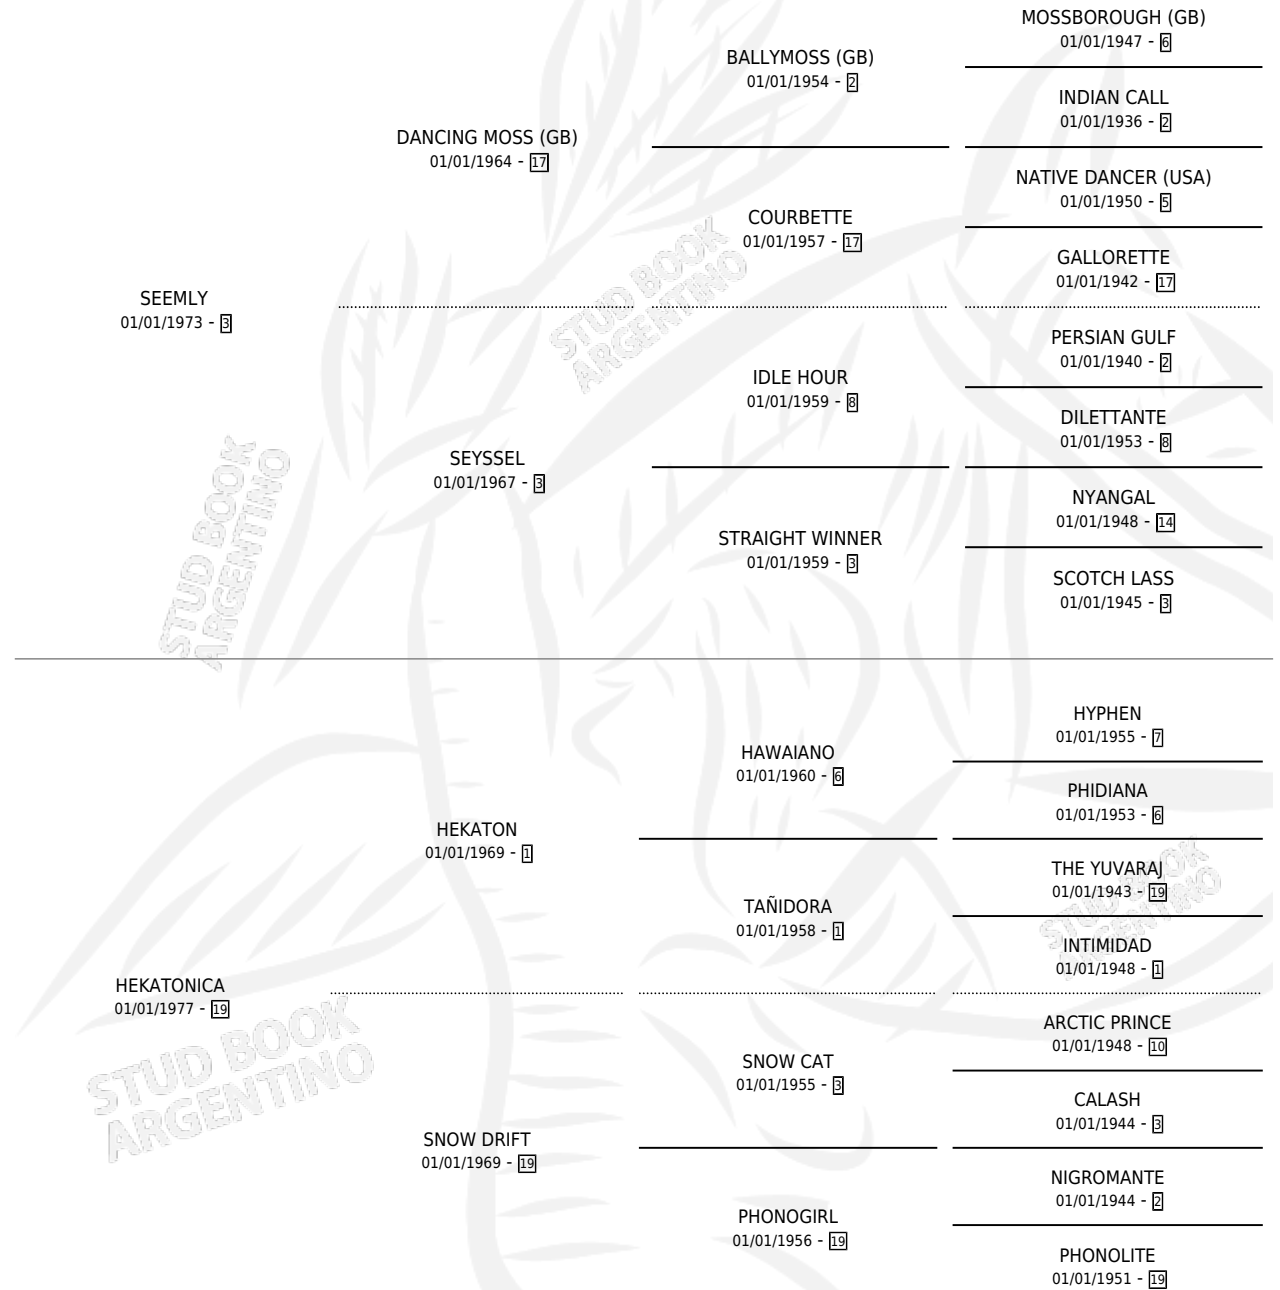 MOSSBOROUGH (GB)
01/01/1947 - 6
BALLYMOSS (GB)
01/01/1954 - 2
INDIAN CALL
01/01/1936 - 2
DANCING MOSS (GB)
01/01/1964 - 17
NATIVE DANCER (USA)
01/01/1950 - 5
COURBETTE
01/01/1957 - 17
GALLORETTE
01/01/1942 - 17
SEEMLY
01/01/1973 - 3
PERSIAN GULF
01/01/1940 - 2
IDLE HOUR
01/01/1959 - 8
DILETTANTE
01/01/1953 - 8
SEYSSEL
01/01/1967 - 3
NYANGAL
01/01/1948 - 14
STRAIGHT WINNER
01/01/1959 - 3
SCOTCH LASS
01/01/1945 - 3
HYPHEN
01/01/1955 - 7
HAWAIANO
01/01/1960 - 6
PHIDIANA
01/01/1953 - 6
HEKATON
01/01/1969 - 1
THE YUVARAJ
01/01/1943 - 19
TAÑIDORA
01/01/1958 - 1
INTIMIDAD
01/01/1948 - 1
HEKATONICA
01/01/1977 - 19
ARCTIC PRINCE
01/01/1948 - 10
SNOW CAT
01/01/1955 - 3
CALASH
01/01/1944 - 3
SNOW DRIFT
01/01/1969 - 19
NIGROMANTE
01/01/1944 - 2
PHONOGIRL
01/01/1956 - 19
PHONOLITE
01/01/1951 - 19
STUD BOOK
ARGENTINO
STUD BOOK
ARGENTINO
STUD BOOK
ARGENTINO
STUD BOOK
ARGENTINO